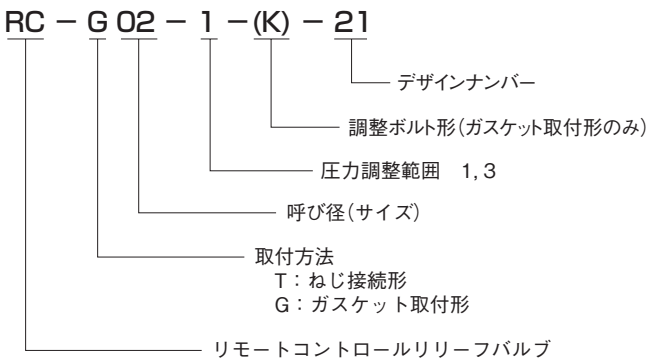 RC － G 02 － 1 －(K) － 21
デザインナンバー
調整ボルト形(ガスケット取付形のみ)
圧力調整範囲　1, 3
呼び径(サイズ)
取付方法
T：ねじ接続形
G：ガスケット取付形
リモートコントロールリリーフバルブ